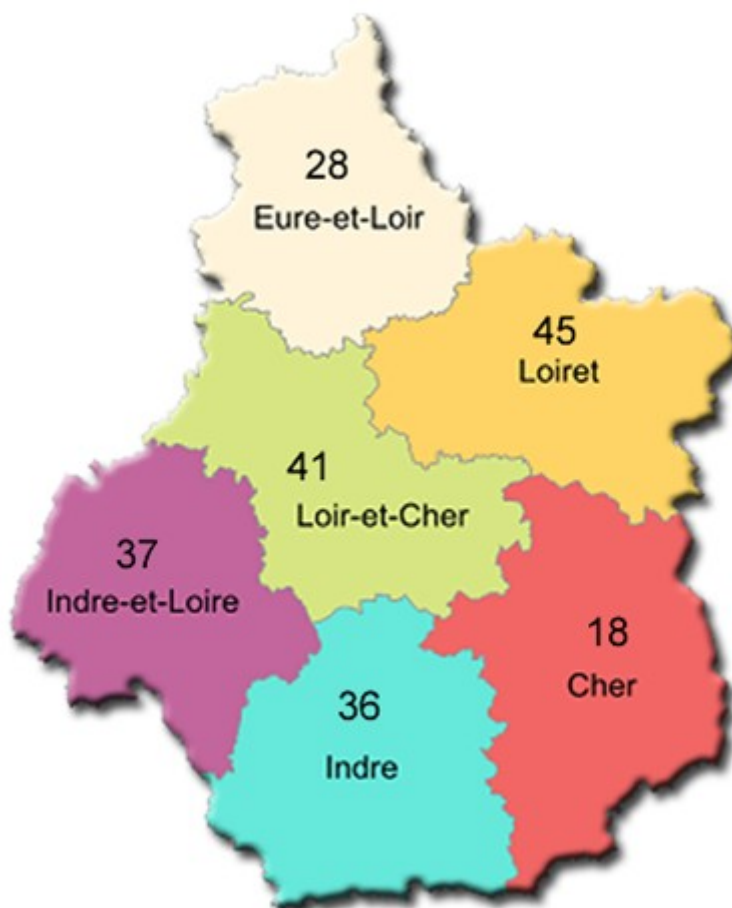 28
Eure-et-Loir
45
Loiret
41
Loir-et-Cher
37
Indre-et-Loire
18
Cher
36
Indre